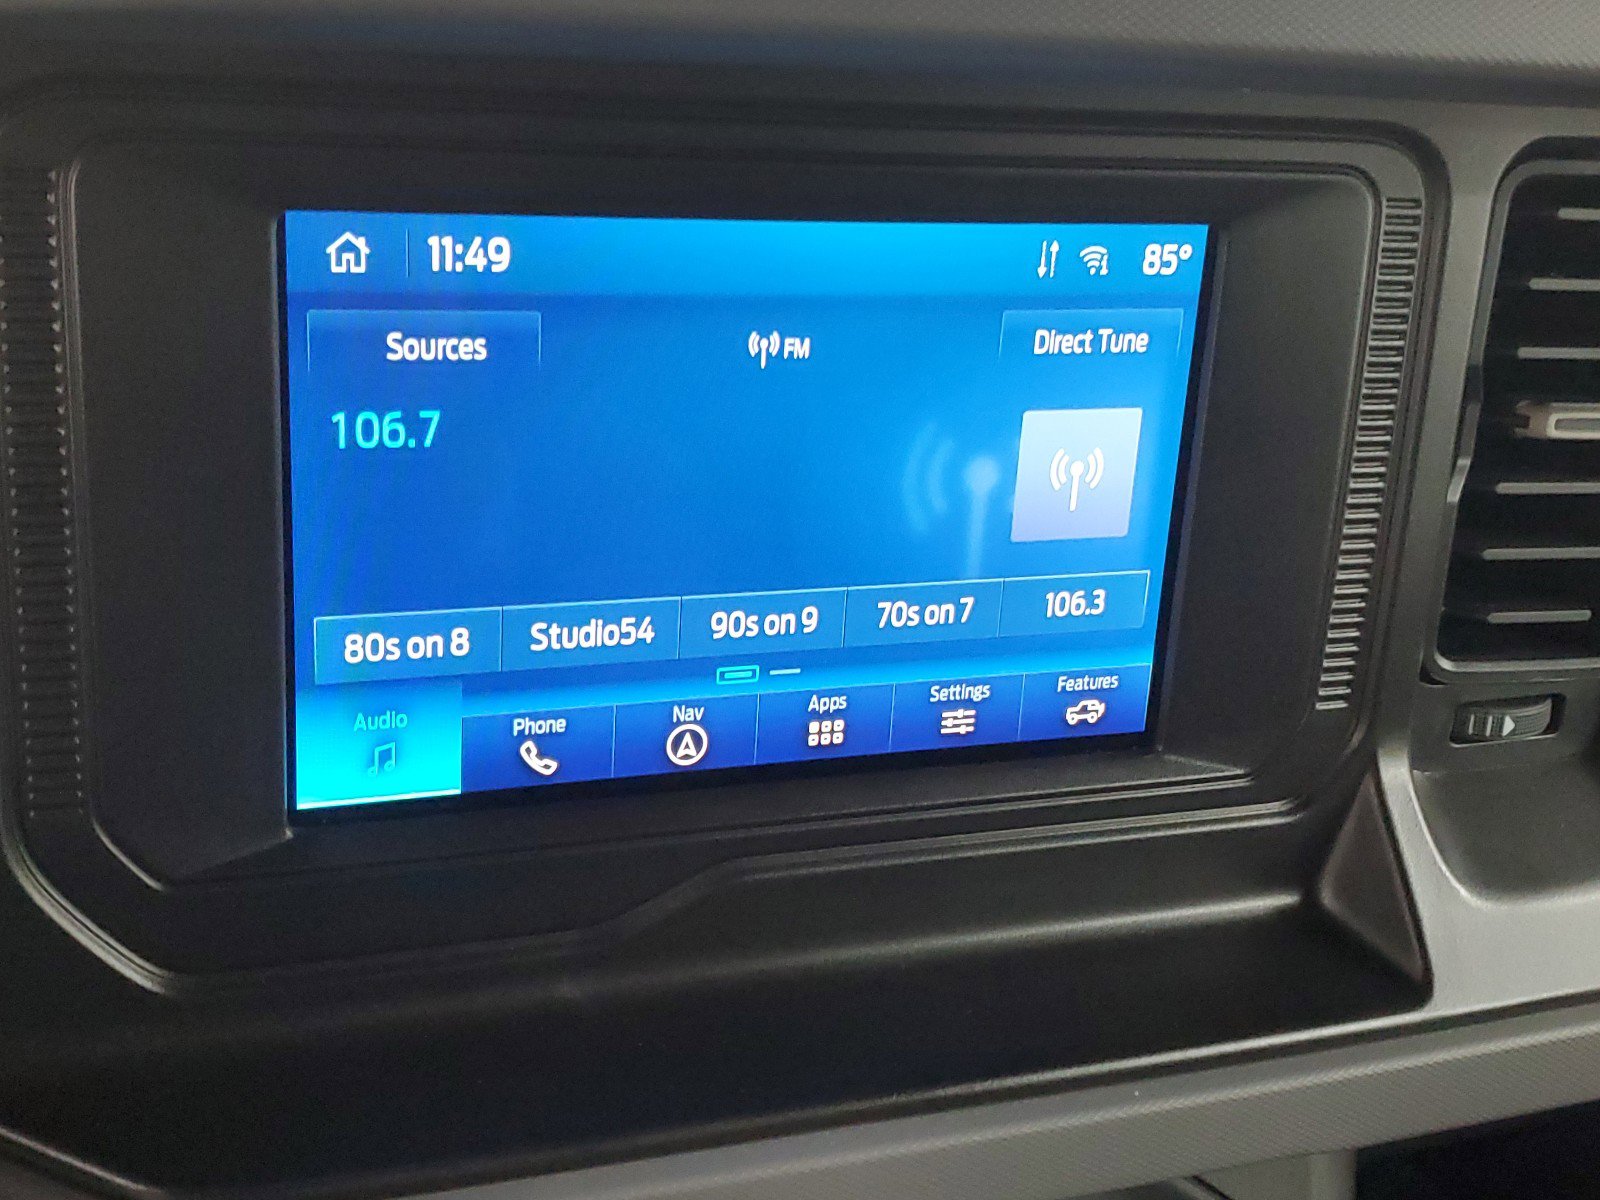 11:49 85°
Sources FM Direct Tune
106.7
80s on 8 Studio54 90s on 9 70s on 7 106.3
Audio Phone Nav Apps Settings Features